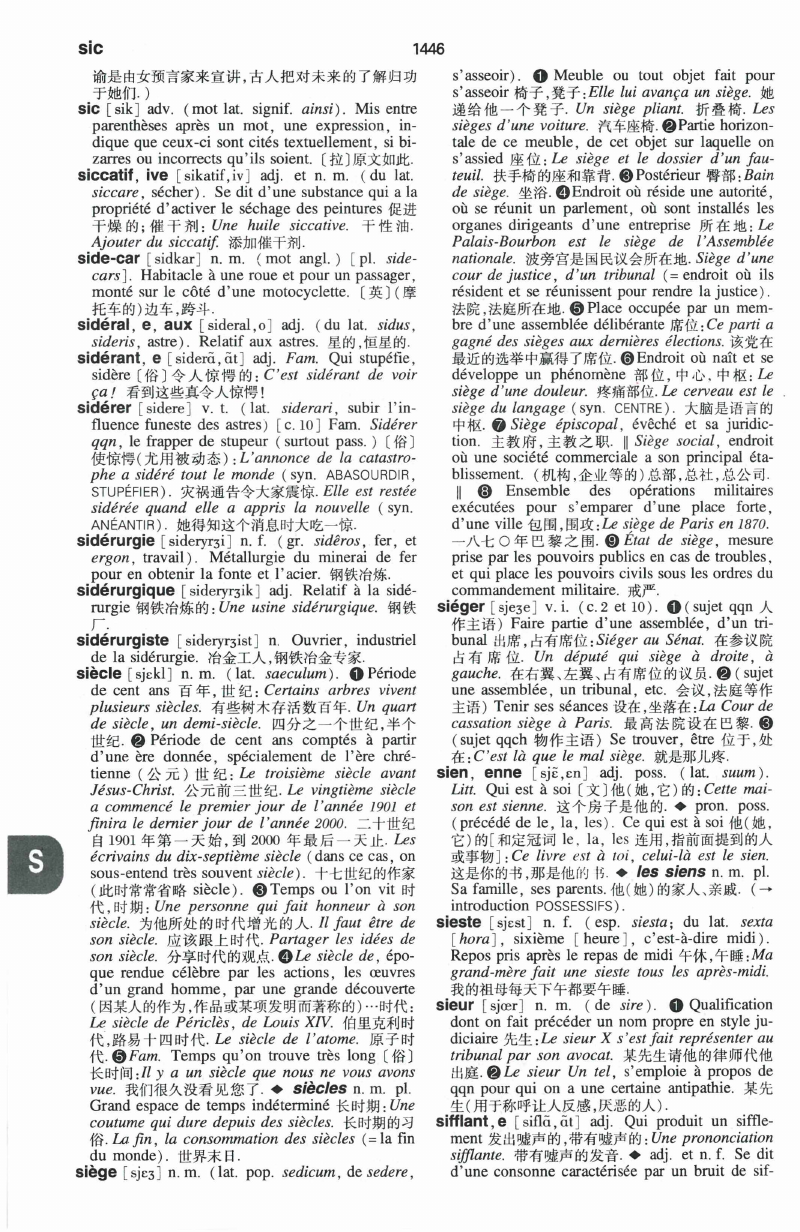 sic
1446
谕是由女预言家来宣讲,古人把对未来的了解归功
于她们.)
sic [sik] adv. (mot lat. signif. ainsi). Mis entre
parenthèses après un mot, une expression, in-
dique que ceux-ci sont cités textuellement, si bi-
zarres ou incorrects qu'ils soient. 〔拉〕原文如此.
siccatif, ive [sikatif,iv] adj. et n. m. (du lat.
siccare, sécher). Se dit d'une substance qui a la
propriété d'activer le séchage des peintures 促进
干燥的; 催干剂: Une huile siccative. 干性油.
Ajouter du siccatif. 添加催干剂.
side-car [sidkar] n. m. (mot angl.) [pl. side-
cars]. Habitacle à une roue et pour un passager,
monté sur le côté d'une motocyclette. 〔英〕(摩
托车的)边车,跨斗.
sidéral, e, aux [sideral,o] adj. (du lat. sidus,
sideris, astre). Relatif aux astres. 星的,恒星的.
sidérant, e [siderɑ̃, ɑ̃t] adj. Fam. Qui stupéfie,
sidère〔俗〕令人惊愕的: C'est sidérant de voir
ça! 看到这些真令人惊愕!
sidérer [sidere] v. t. (lat. siderari, subir l'in-
fluence funeste des astres) [c. 10] Fam. Sidérer
qqn, le frapper de stupeur (surtout pass.)〔俗〕
使惊愕(尤用被动态): L'annonce de la catastro-
phe a sidéré tout le monde (syn. ABASOURDIR,
STUPÉFIER). 灾祸通告令大家震惊. Elle est restée
sidérée quand elle a appris la nouvelle (syn.
ANÉANTIR). 她得知这个消息时大吃一惊.
sidérurgie [sideryrʒi] n. f. (gr. sidêros, fer, et
ergon, travail). Métallurgie du minerai de fer
pour en obtenir la fonte et l'acier. 钢铁冶炼.
sidérurgique [sideryrʒik] adj. Relatif à la sidé-
rurgie 钢铁冶炼的: Une usine sidérurgique. 钢铁
厂.
sidérurgiste [sideryrʒist] n. Ouvrier, industriel
de la sidérurgie. 冶金工人,钢铁冶金专家.
siècle [sjɛkl] n. m. (lat. saeculum). ❶ Période
de cent ans 百年, 世纪: Certains arbres vivent
plusieurs siècles. 有些树木存活数百年. Un quart
de siècle, un demi-siècle. 四分之一个世纪,半个
世纪. ❷ Période de cent ans comptés à partir
d'une ère donnée, spécialement de l'ère chré-
tienne (公元)世纪: Le troisième siècle avant
Jésus-Christ. 公元前三世纪. Le vingtième siècle
a commencé le premier jour de l'année 1901 et
finira le dernier jour de l'année 2000. 二十世纪
自 1901 年第一天始, 到 2000 年最后一天止. Les
écrivains du dix-septième siècle (dans ce cas, on
sous-entend très souvent siècle). 十七世纪的作家
(此时常常省略 siècle). ❸ Temps ou l'on vit 时
代,时期: Une personne qui fait honneur à son
siècle. 为他所处的时代增光的人. Il faut être de
son siècle. 应该跟上时代. Partager les idées de
son siècle. 分享时代的观点. ❹ Le siècle de, épo-
que rendue célèbre par les actions, les œuvres
d'un grand homme, par une grande découverte
(因某人的作为,作品或某项发明而著称的)…时代:
Le siècle de Périclès, de Louis XIV. 伯里克利时
代,路易十四时代. Le siècle de l'atome. 原子时
代. ❺ Fam. Temps qu'on trouve très long〔俗〕
长时间: Il y a un siècle que nous ne vous avons
vue. 我们很久没看见您了. ◆ siècles n. m. pl.
Grand espace de temps indéterminé 长时期: Une
coutume qui dure depuis des siècles. 长时期的习
俗. La fin, la consommation des siècles (= la fin
du monde). 世界末日.
siège [sjɛʒ] n. m. (lat. pop. sedicum, de sedere,
S
s'asseoir). ❶ Meuble ou tout objet fait pour
s'asseoir 椅子,凳子: Elle lui avança un siège. 她
递给他一个凳子. Un siège pliant. 折叠椅. Les
sièges d'une voiture. 汽车座椅. ❷ Partie horizon-
tale de ce meuble, de cet objet sur laquelle on
s'assied 座位: Le siège et le dossier d'un fau-
teuil. 扶手椅的座和靠背. ❸ Postérieur 臀部: Bain
de siège. 坐浴. ❹ Endroit où réside une autorité,
où se réunit un parlement, où sont installés les
organes dirigeants d'une entreprise 所在地: Le
Palais-Bourbon est le siège de l'Assemblée
nationale. 波旁宫是国民议会所在地. Siège d'une
cour de justice, d'un tribunal (= endroit où ils
résident et se réunissent pour rendre la justice).
法院,法庭所在地. ❺ Place occupée par un mem-
bre d'une assemblée délibérante 席位: Ce parti a
gagné des sièges aux dernières élections. 该党在
最近的选举中赢得了席位. ❻ Endroit où naît et se
développe un phénomène 部位, 中心, 中枢: Le
siège d'une douleur. 疼痛部位. Le cerveau est le
siège du langage (syn. CENTRE). 大脑是语言的
中枢. ❼ Siège épiscopal, évêché et sa juridic-
tion. 主教府,主教之职. ‖ Siège social, endroit
où une société commerciale a son principal éta-
blissement. (机构,企业等的)总部,总社,总公司.
‖ ❽ Ensemble des opérations militaires
exécutées pour s'emparer d'une place forte,
d'une ville 包围,围攻: Le siège de Paris en 1870.
一八七〇年巴黎之围. ❾ État de siège, mesure
prise par les pouvoirs publics en cas de troubles,
et qui place les pouvoirs civils sous les ordres du
commandement militaire. 戒严.
siéger [sjeʒe] v. i. (c. 2 et 10). ❶ (sujet qqn 人
作主语) Faire partie d'une assemblée, d'un tri-
bunal 出席,占有席位: Siéger au Sénat. 在参议院
占有席位. Un député qui siège à droite, à
gauche. 在右翼、左翼、占有席位的议员. ❷ (sujet
une assemblée, un tribunal, etc. 会议,法庭等作
主语) Tenir ses séances 设在,坐落在: La Cour de
cassation siège à Paris. 最高法院设在巴黎. ❸
(sujet qqch 物作主语) Se trouver, être 位于,处
在: C'est là que le mal siège. 就是那儿疼.
sien, enne [sjɛ̃,ɛn] adj. poss. (lat. suum).
Litt. Qui est à soi〔文〕他(她,它)的: Cette mai-
son est sienne. 这个房子是他的. ◆ pron. poss.
(précédé de le, la, les). Ce qui est à soi 他(她,
它)的[和定冠词 le, la, les 连用,指前面提到的人
或事物]: Ce livre est à toi, celui-là est le sien.
这是你的书,那是他的书. ◆ les siens n. m. pl.
Sa famille, ses parents. 他(她)的家人、亲戚. (→
introduction POSSESSIFS).
sieste [sjɛst] n. f. (esp. siesta; du lat. sexta
[hora], sixième [heure], c'est-à-dire midi).
Repos pris après le repas de midi 午休,午睡: Ma
grand-mère fait une sieste tous les après-midi.
我的祖母每天下午都要午睡.
sieur [sjœr] n. m. (de sire). ❶ Qualification
dont on fait précéder un nom propre en style ju-
diciaire 先生: Le sieur X s'est fait représenter au
tribunal par son avocat. 某先生请他的律师代他
出庭. ❷ Le sieur Un tel, s'emploie à propos de
qqn pour qui on a une certaine antipathie. 某先
生(用于称呼让人反感,厌恶的人).
sifflant, e [siflɑ̃, ɑ̃t] adj. Qui produit un siffle-
ment 发出嘘声的,带有嘘声的: Une prononciation
sifflante. 带有嘘声的发音. ◆ adj. et n. f. Se dit
d'une consonne caractérisée par un bruit de sif-